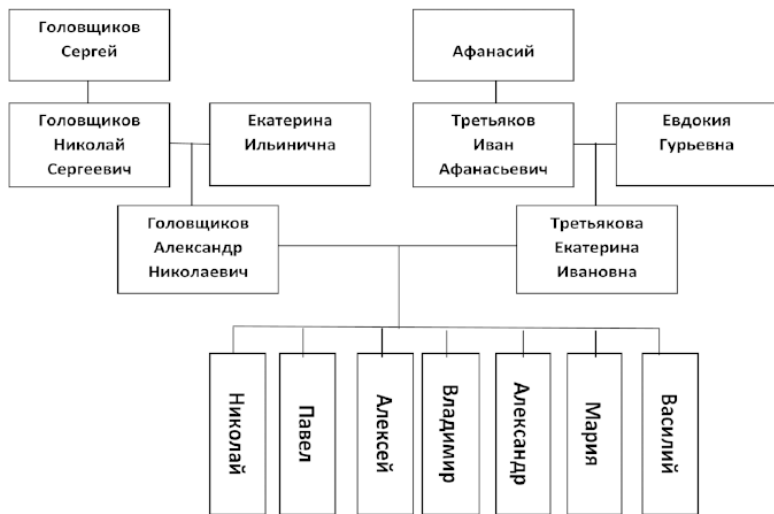 Головщиков
Сергей
Афанасий
Головщиков
Николай
Сергеевич
Екатерина
Ильинична
Третьяков
Иван
Афанасьевич
Евдокия
Гурьевна
Головщиков
Александр
Николаевич
Третьякова
Екатерина
Ивановна
Николай
Павел
Алексей
Владимир
Александр
Мария
Василий